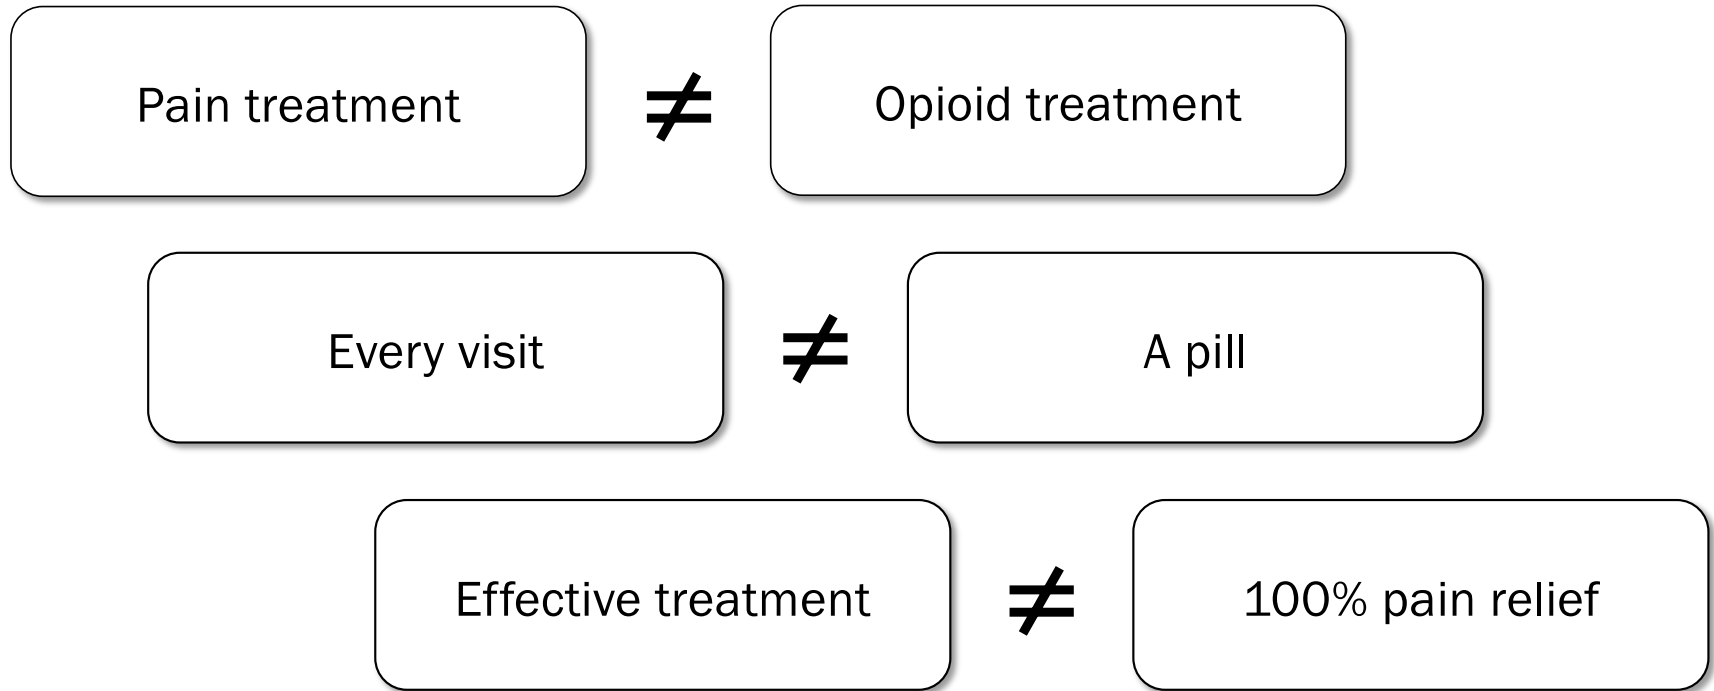 Pain treatment ≠ Opioid treatment
Every visit ≠ A pill
Effective treatment ≠ 100% pain relief